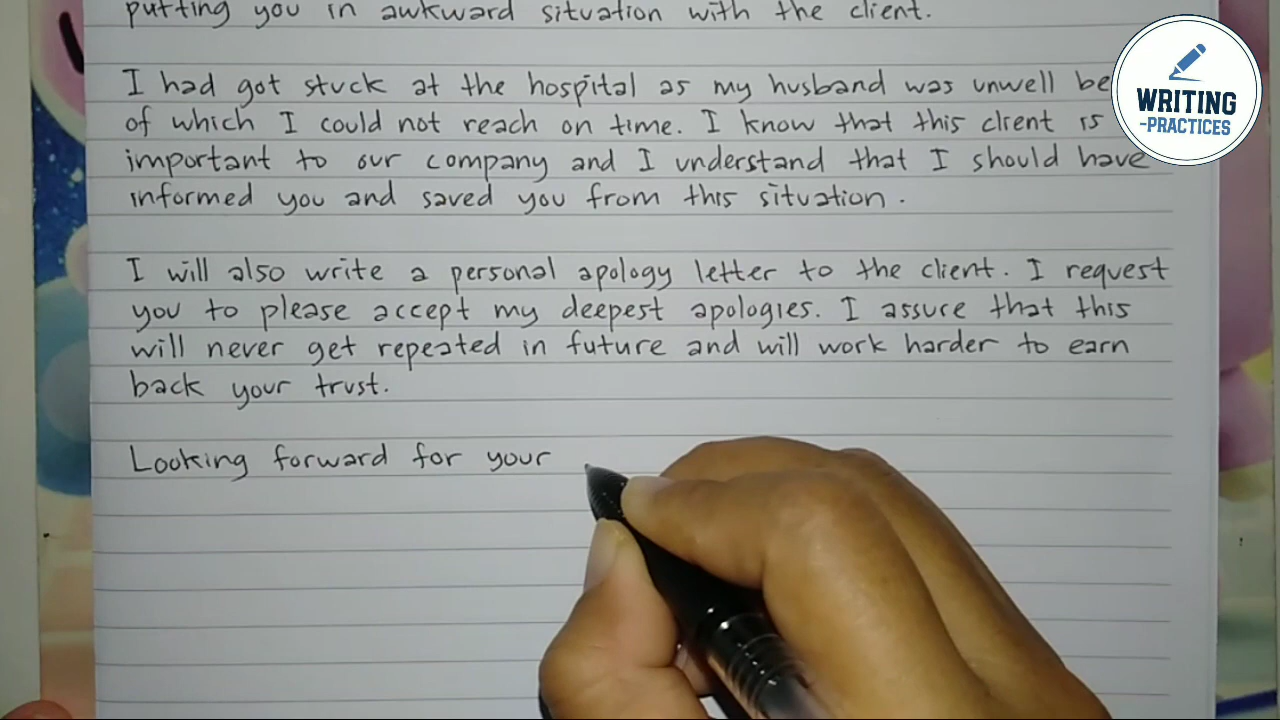 putting you in awkward situation with the client.
I had got stuck at the hospital as my husband was unwell
of which I could not reach on time. I know that this client is
important to our company and I understand that I should have
informed you and saved you from this situation.
I will also write a personal apology letter to the client. I request
you to please accept my deepest apologies. I assure that this
will never get repeated in future and will work harder to earn
back your trust.
Looking forward for your
WRITING
-PRACTICES